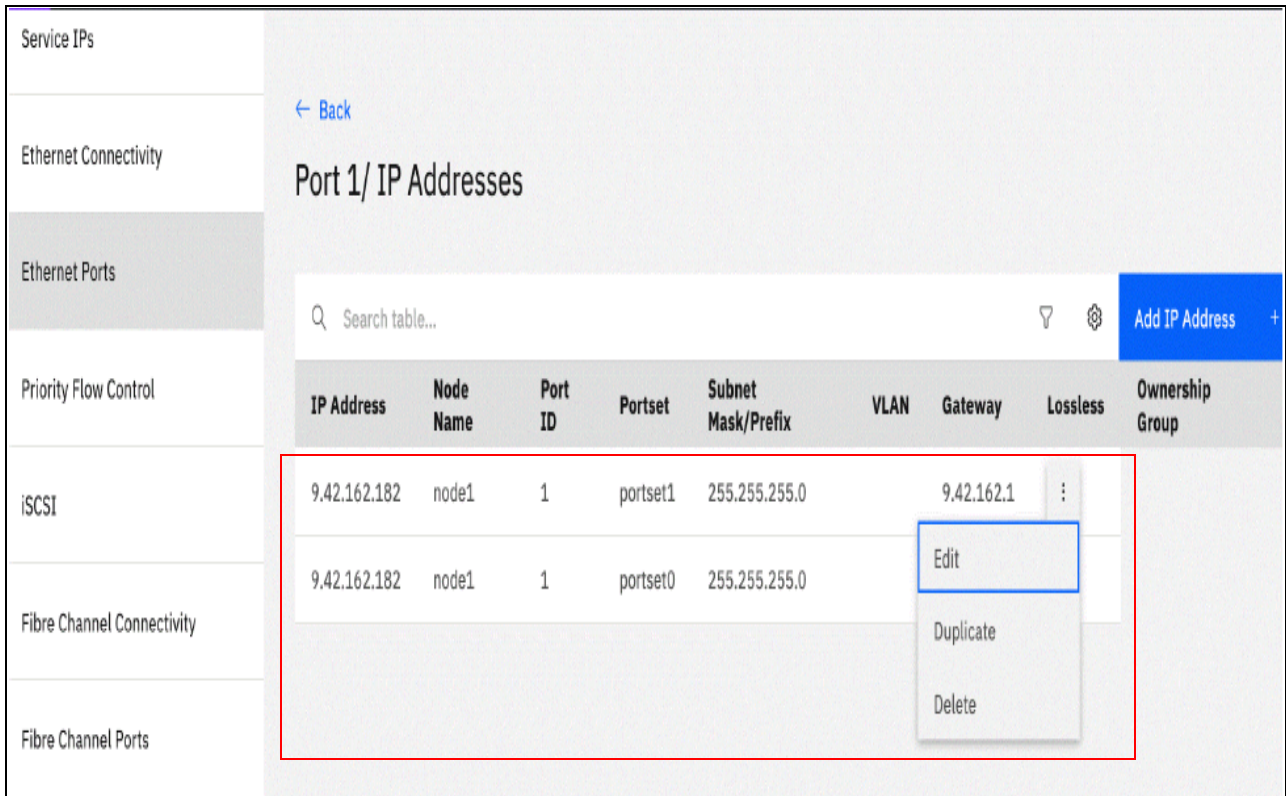 Service IPs
Ethernet Connectivity
Ethernet Ports
Priority Flow Control
iSCSI
Fibre Channel Connectivity
Fibre Channel Ports
← Back
Port 1/ IP Addresses
Search table...
Add IP Address +
IP Address Node Name Port ID Portset Subnet Mask/Prefix VLAN Gateway Lossless Ownership Group
9.42.162.182 node1 1 portset1 255.255.255.0 9.42.162.1
9.42.162.182 node1 1 portset0 255.255.255.0
Edit
Duplicate
Delete